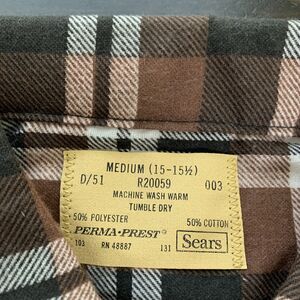 MEDIUM (15-15½)
D/51 R20059 003
MACHINE WASH WARM
TUMBLE DRY
50% POLYESTER 50% COTTON
PERMA•PREST® Sears
103 RN 48887 131